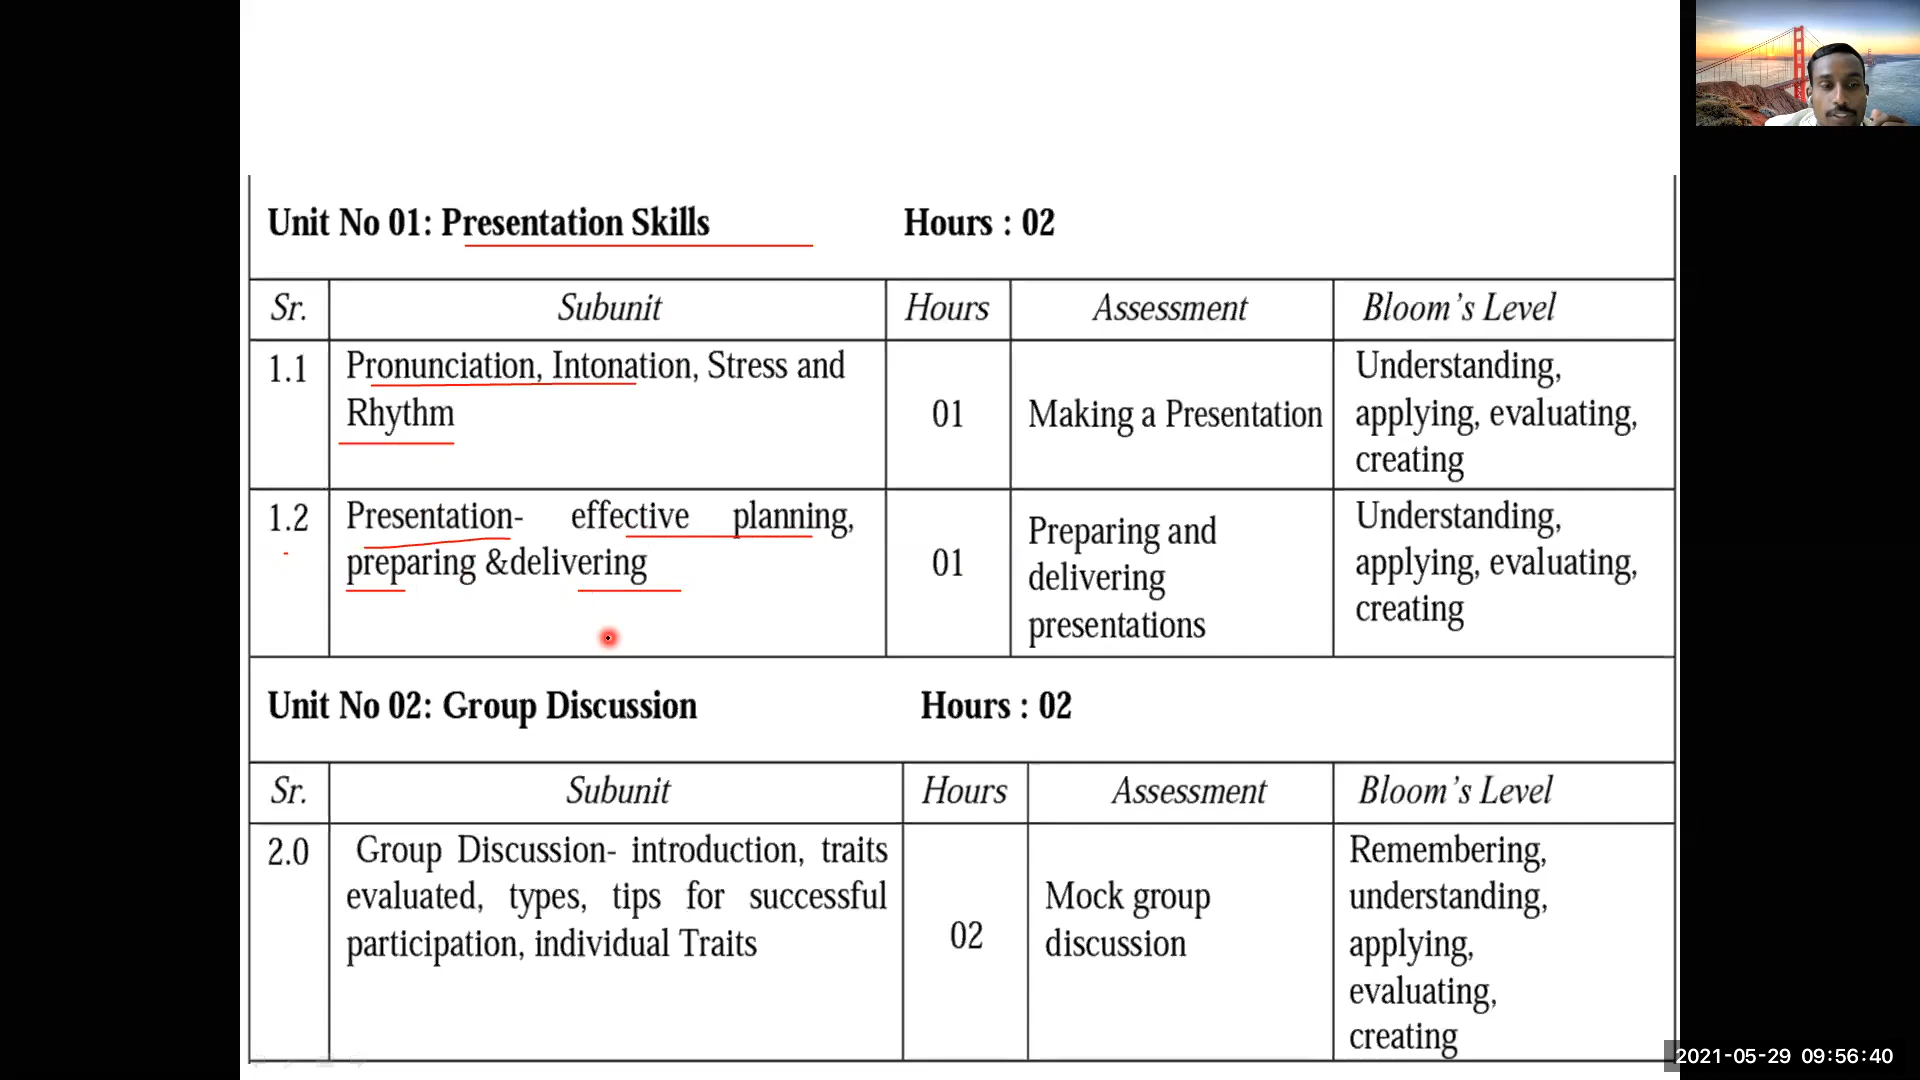 Unit No 01: Presentation Skills Hours : 02
Sr. Subunit Hours Assessment Bloom's Level
1.1 Pronunciation, Intonation, Stress and Rhythm 01 Making a Presentation Understanding, applying, evaluating, creating
1.2 Presentation- effective planning, preparing &delivering 01 Preparing and delivering presentations Understanding, applying, evaluating, creating
Unit No 02: Group Discussion Hours : 02
Sr. Subunit Hours Assessment Bloom's Level
2.0 Group Discussion- introduction, traits evaluated, types, tips for successful participation, individual Traits 02 Mock group discussion Remembering, understanding, applying, evaluating, creating
2021-05-29 09:56:40